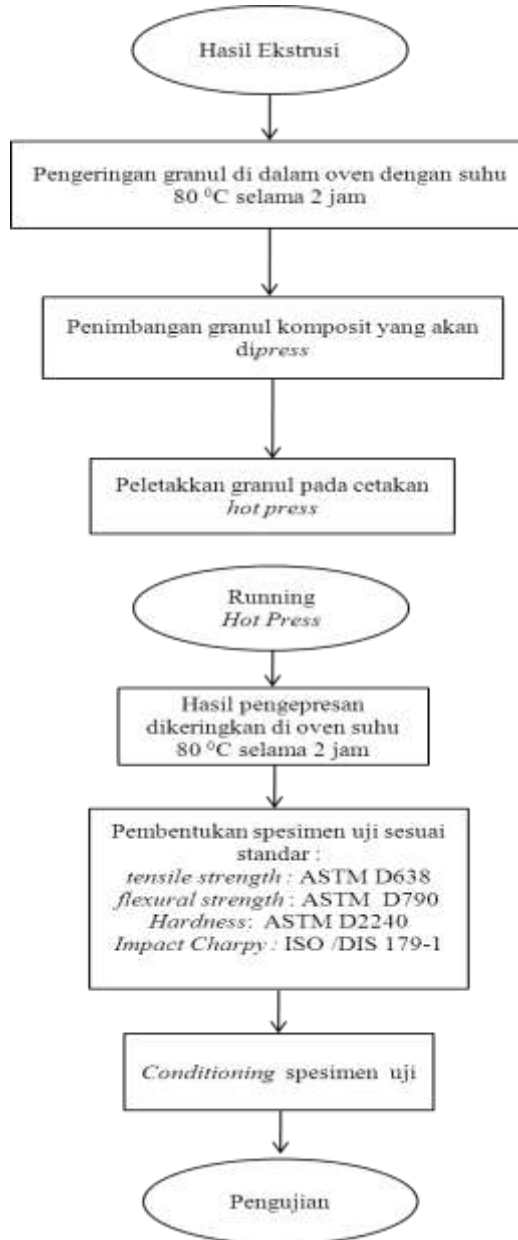 Hasil Ekstrusi
Pengeringan granul di dalam oven dengan suhu
80 ⁰C selama 2 jam
Penimbangan granul komposit yang akan
dipress
Peletakkan granul pada cetakan
hot press
Running
Hot Press
Hasil pengepresan
dikeringkan di oven suhu
80 ⁰C selama 2 jam
Pembentukan spesimen uji sesuai
standar :
tensile strength : ASTM D638
flexural strength : ASTM D790
Hardness: ASTM D2240
Impact Charpy : ISO /DIS 179-1
Conditioning spesimen uji
Pengujian